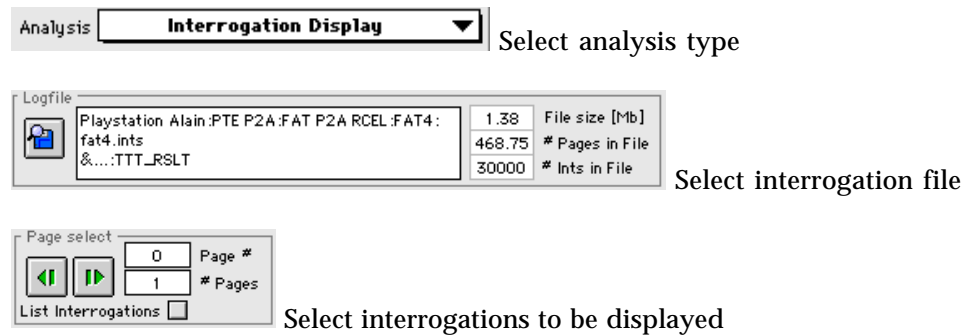 Analysis Interrogation Display Select analysis type
Logfile
Playstation Alain:PTE P2A:FAT P2A RCEL:FAT4: 1.38 File size [Mb]
fat4.ints 468.75 # Pages in File
&...:TTT_RSLT 30000 # Ints in File
Select interrogation file
Page select
0 Page #
1 # Pages
List Interrogations Select interrogations to be displayed